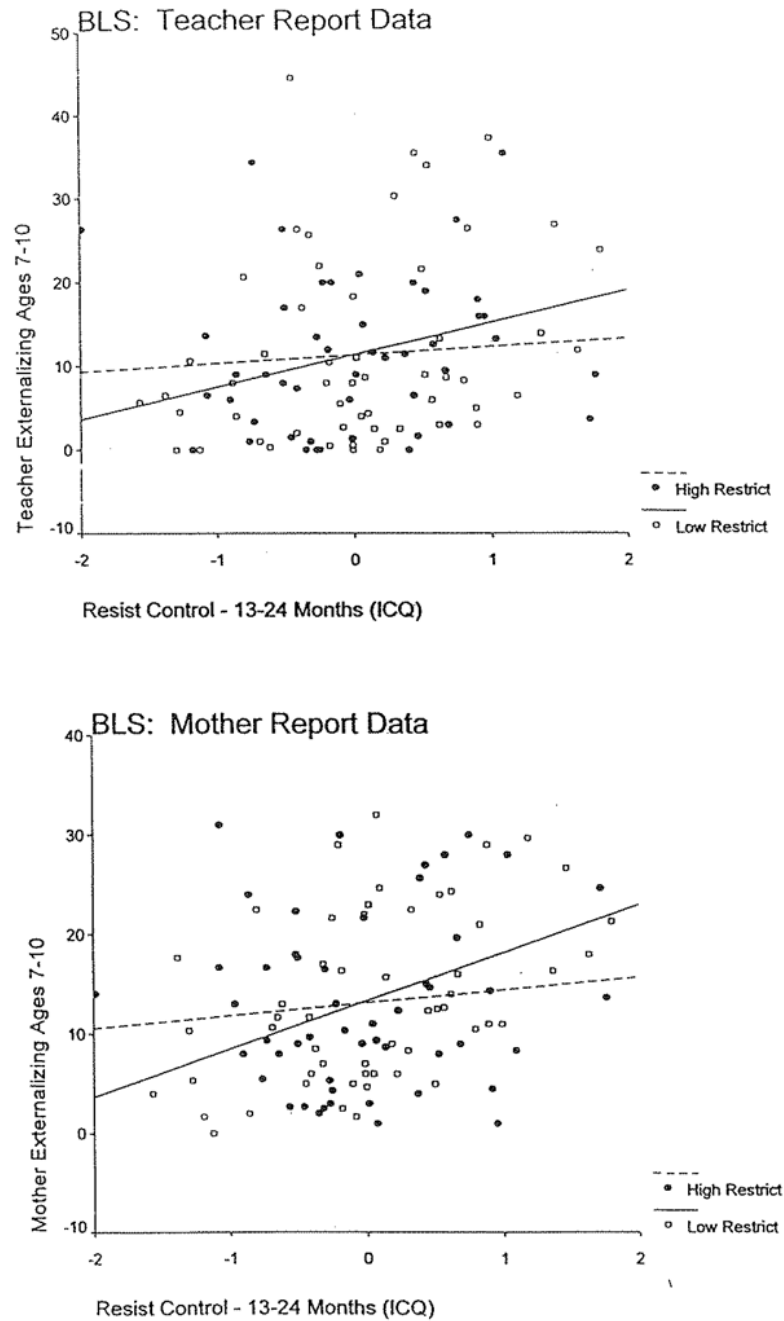 BLS: Teacher Report Data
50
40
30
20
10
0
-10
Teacher Externalizing Ages 7-10
-2
-1
0
1
2
Resist Control - 13-24 Months (ICQ)
High Restrict
Low Restrict
BLS: Mother Report Data
40
30
20
10
0
-10
Mother Externalizing Ages 7-10
-2
-1
0
1
2
Resist Control - 13-24 Months (ICQ)
High Restrict
Low Restrict